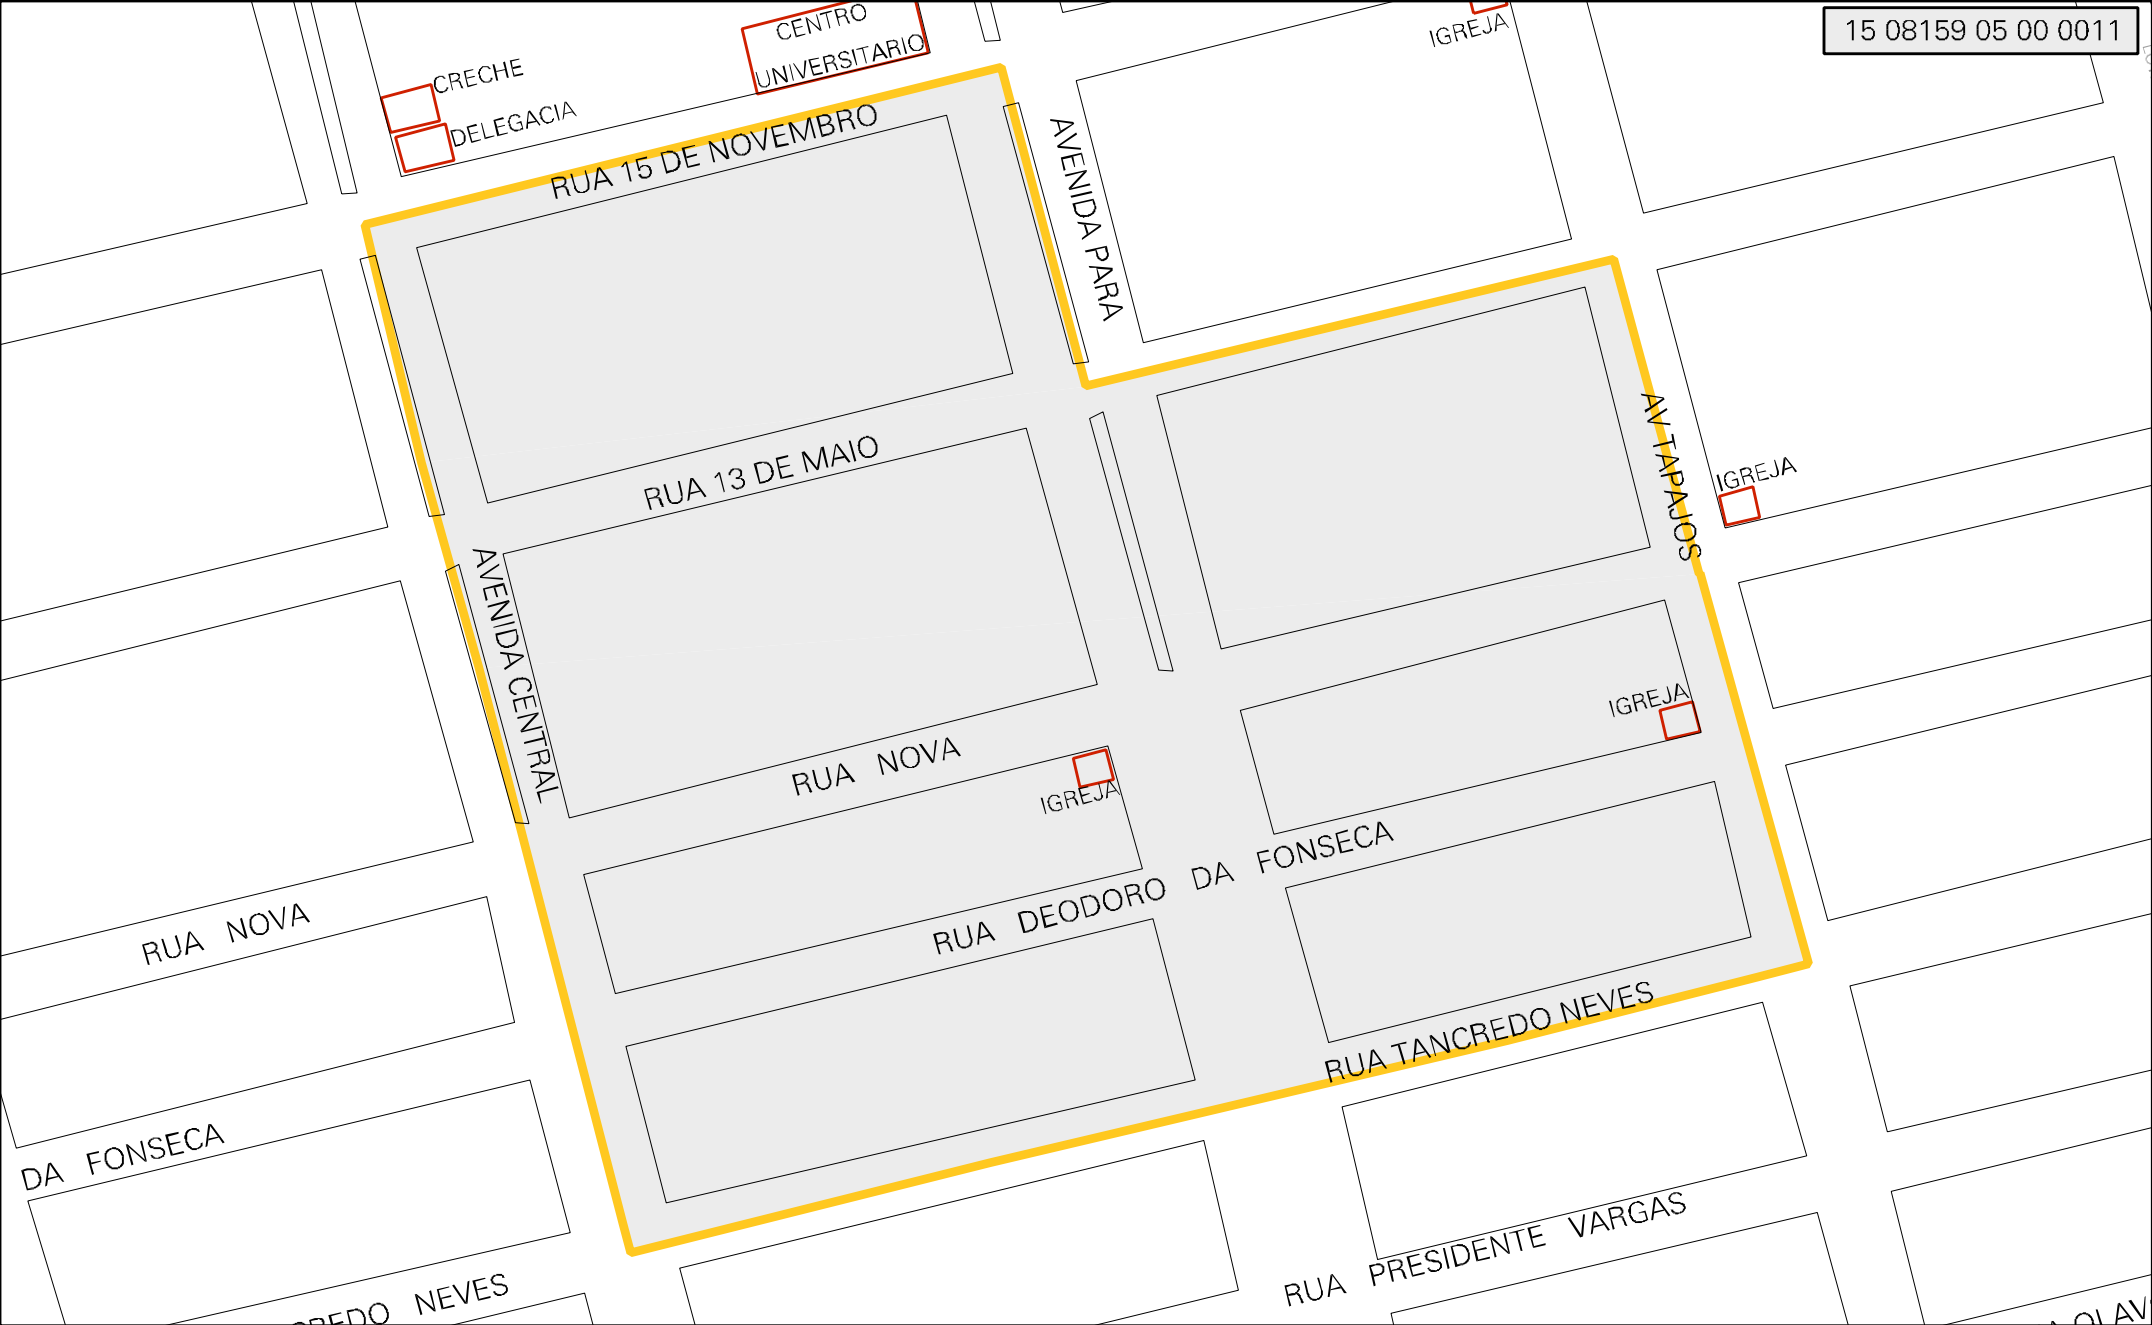 CENTRO
UNIVERSITARIO
IGREJA
15 08159 05 00 0011
CRECHE
DELEGACIA
RUA 15 DE NOVEMBRO
AVENIDA PARA
RUA 13 DE MAIO
AV TAPAJOS
IGREJA
AVENIDA CENTRAL
IGREJA
RUA NOVA
IGREJA
RUA DEODORO DA FONSECA
RUA NOVA
RUA TANCREDO NEVES
DA FONSECA
RUA PRESIDENTE VARGAS
NEVES